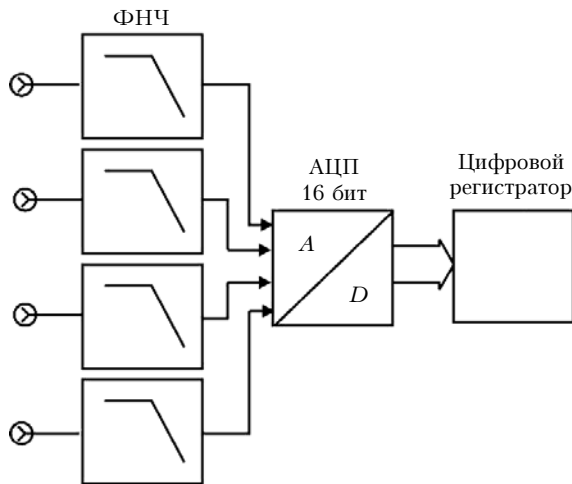 ФНЧ
АЦП
16 бит
Цифровой
регистратор
A
D